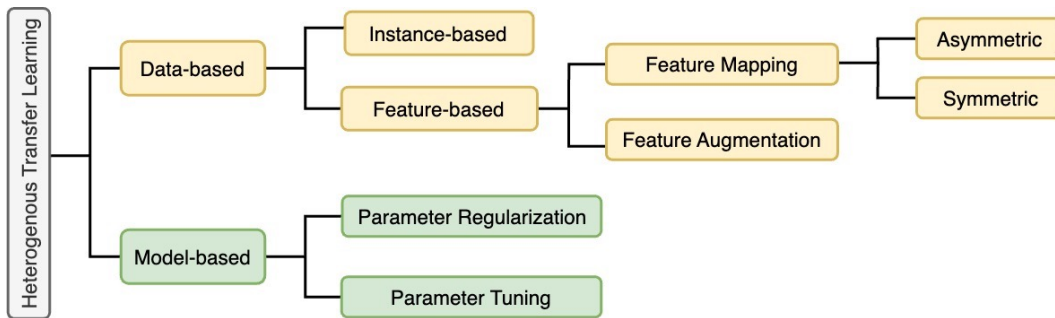 Heterogenous Transfer Learning
Data-based
Instance-based
Feature-based
Feature Mapping
Asymmetric
Symmetric
Feature Augmentation
Model-based
Parameter Regularization
Parameter Tuning